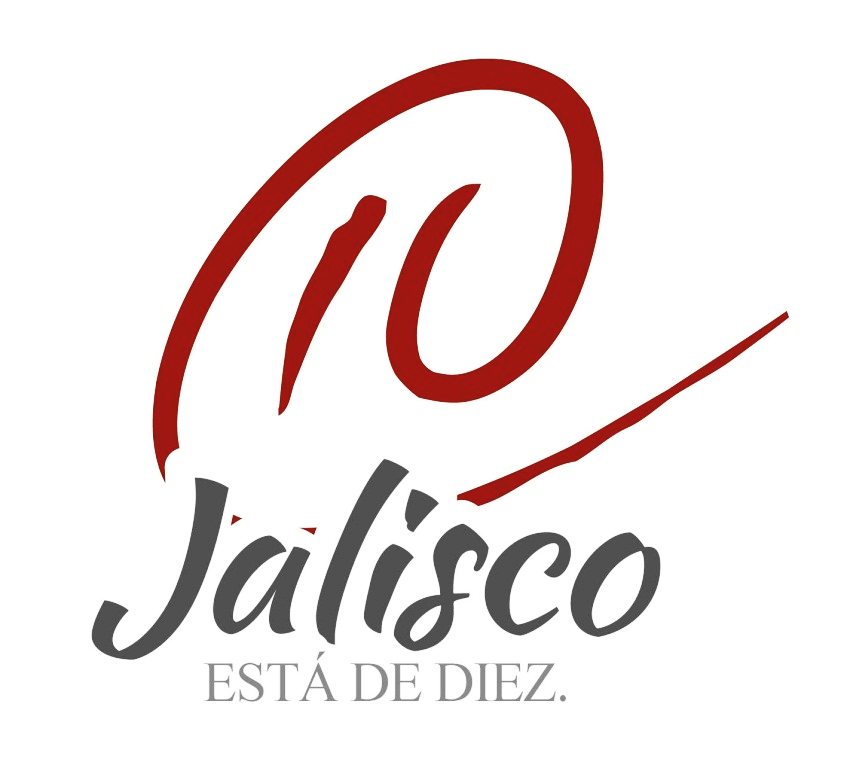 10
Jalisco
ESTÁ DE DIEZ.